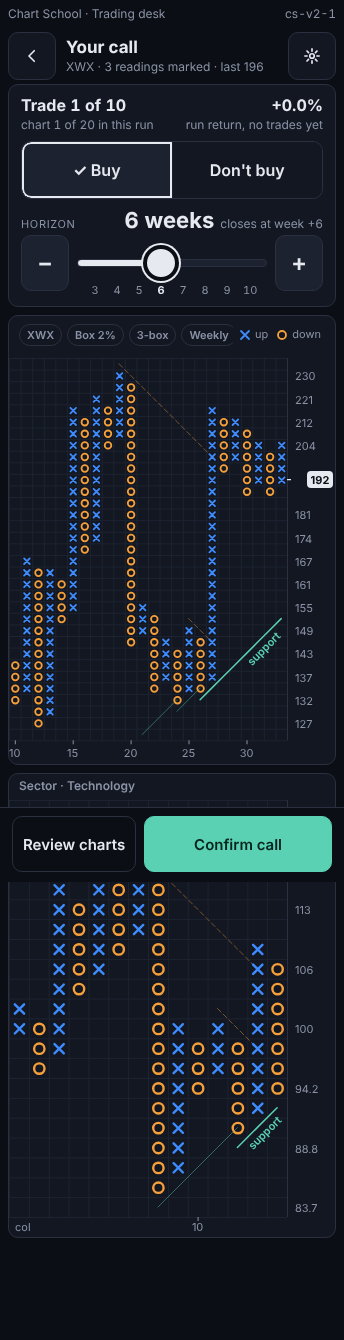 Chart School · Trading desk cs-v2-1
Your call
XWX · 3 readings marked · last 196
Trade 1 of 10 +0.0%
chart 1 of 20 in this run run return, no trades yet
✓ Buy Don't buy
HORIZON 6 weeks closes at week +6
− +
3 4 5 6 7 8 9 10
XWX Box 2% 3-box Weekly × up o down
230
221
212
204
192
181
174
167
161
155
149
143
137
132
127
support
10 15 20 25 30
Sector · Technology
Review charts Confirm call
113
106
100
94.2
88.8
83.7
support
col 10